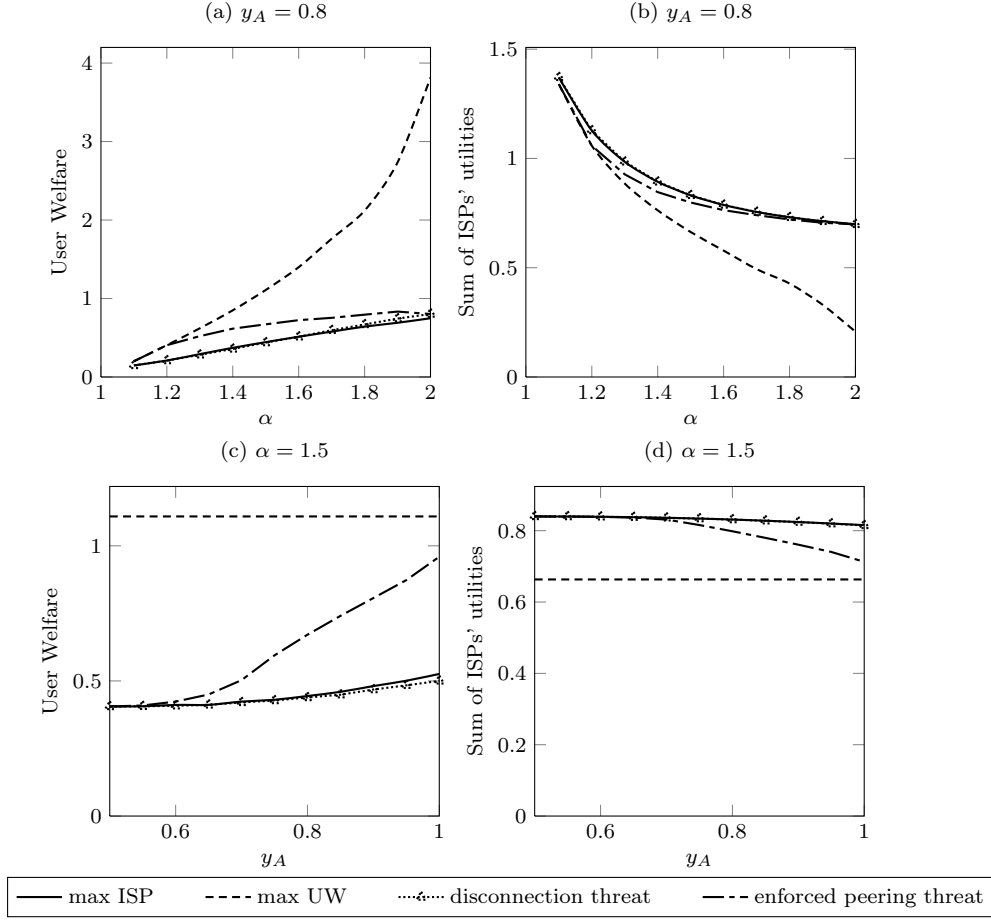 (a) y_A = 0.8
(b) y_A = 0.8
User Welfare
4
3
2
1
0
1 1.2 1.4 1.6 1.8 2
α
Sum of ISPs' utilities
1.5
1
0.5
0
1 1.2 1.4 1.6 1.8 2
α
(c) α = 1.5
(d) α = 1.5
User Welfare
1
0.5
0
0.6 0.8 1
y_A
Sum of ISPs' utilities
0.8
0.6
0.4
0.2
0
0.6 0.8 1
y_A
max ISP max UW disconnection threat enforced peering threat